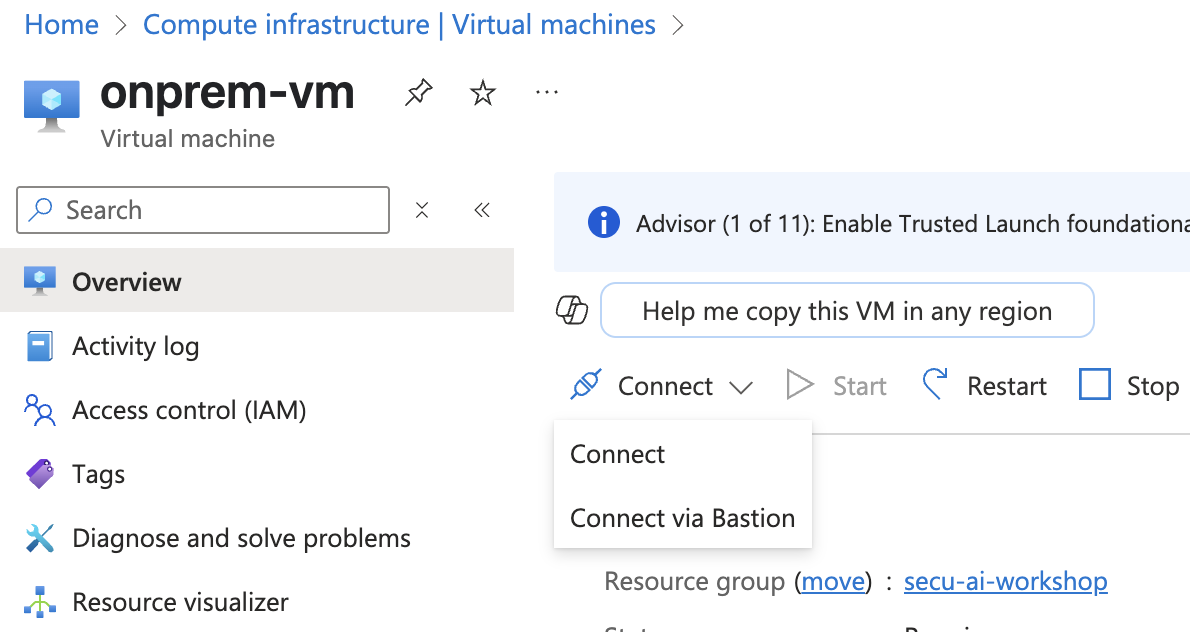 Home > Compute infrastructure | Virtual machines >
onprem-vm ...
Virtual machine
Search
Advisor (1 of 11): Enable Trusted Launch
Overview
Help me copy this VM in any region
Activity log
Connect Start Restart Stop
Access control (IAM)
Connect
Tags
Connect via Bastion
Diagnose and solve problems
Resource group (move) : secu-ai-workshop
Resource visualizer